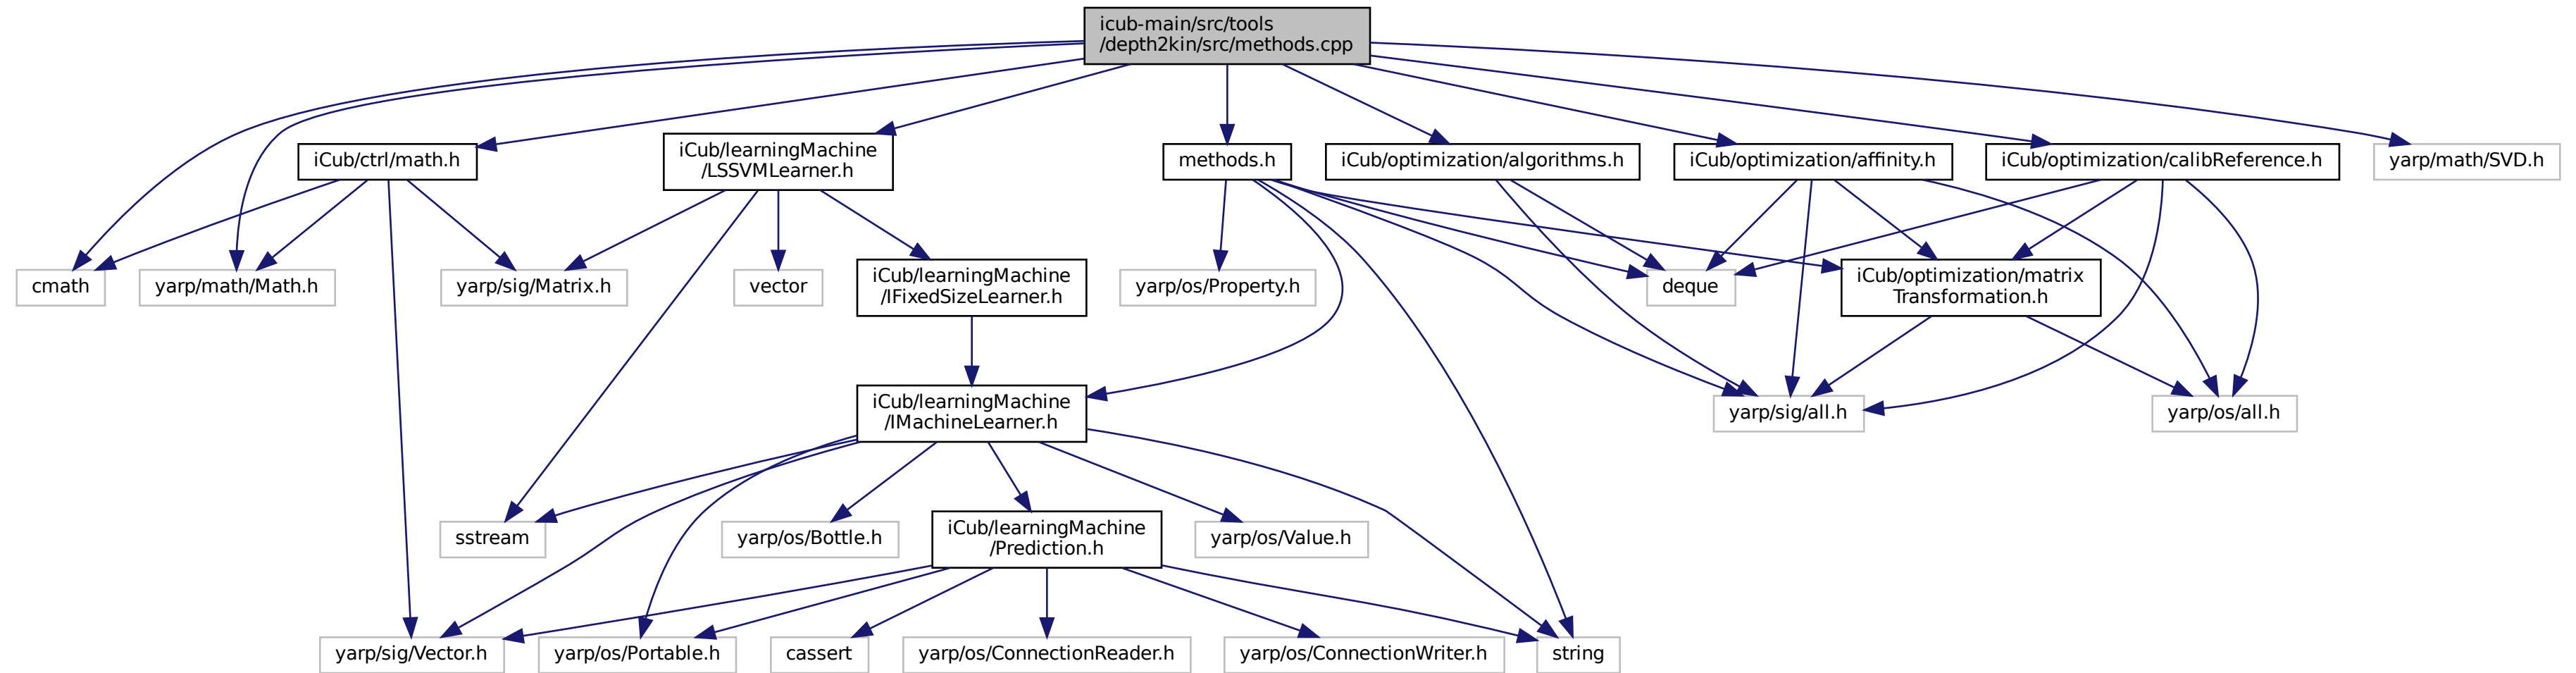 icub-main/src/tools
/depth2kin/src/methods.cpp
iCub/ctrl/math.h
iCub/learningMachine
/LSSVMLearner.h
methods.h
iCub/optimization/algorithms.h
iCub/optimization/affinity.h
iCub/optimization/calibReference.h
yarp/math/SVD.h
cmath
yarp/math/Math.h
yarp/sig/Matrix.h
vector
iCub/learningMachine
/IFixedSizeLearner.h
yarp/os/Property.h
deque
iCub/optimization/matrix
Transformation.h
iCub/learningMachine
/IMachineLearner.h
yarp/sig/all.h
yarp/os/all.h
sstream
yarp/os/Bottle.h
iCub/learningMachine
/Prediction.h
yarp/os/Value.h
yarp/sig/Vector.h
yarp/os/Portable.h
cassert
yarp/os/ConnectionReader.h
yarp/os/ConnectionWriter.h
string